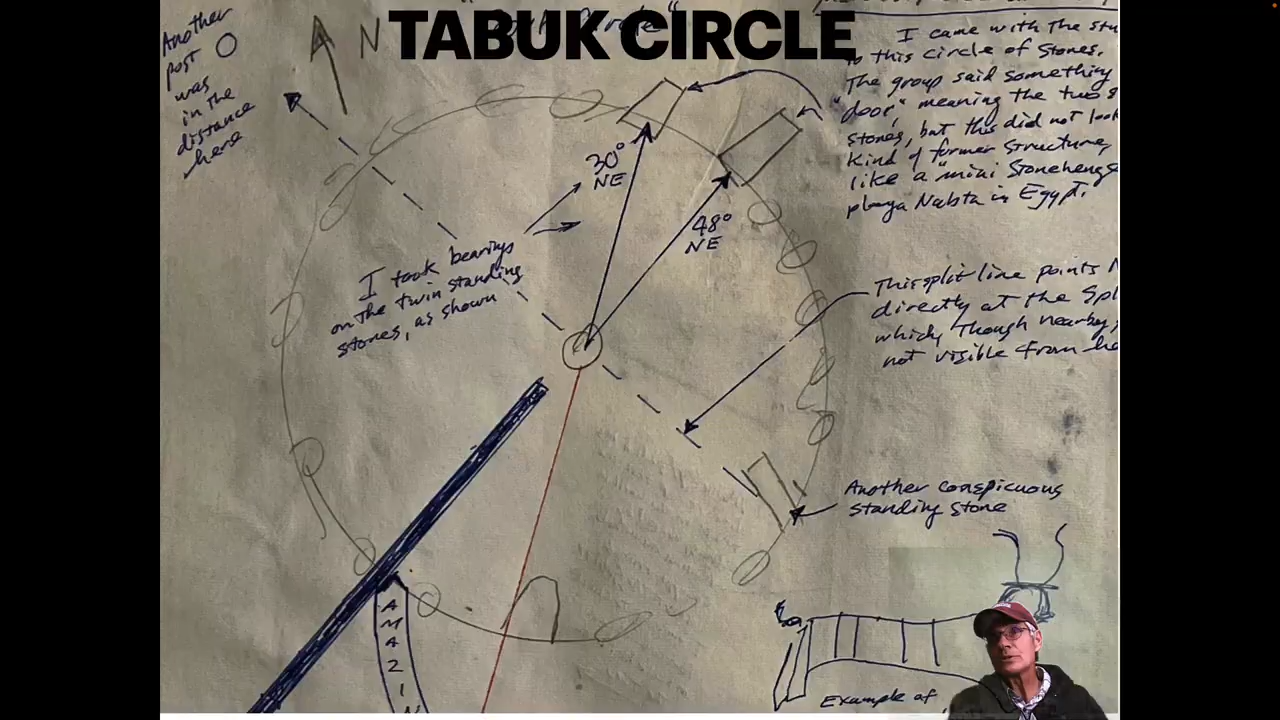 TABUK CIRCLE
Another
post
was
in the
distance
here
N
I came with the
to this circle of Stones.
The group said something
"door," meaning the two
stones, but this did not look
kind of former structure,
like a "mini Stonehenge
playa Nabta in Egypt.
30°
NE
48°
NE
I took bearings
on the twin standing
stones, as shown
This split line points
directly at the
which, though nearby,
not visible from
Another conspicuous
standing stone
AMAZIN
Example of